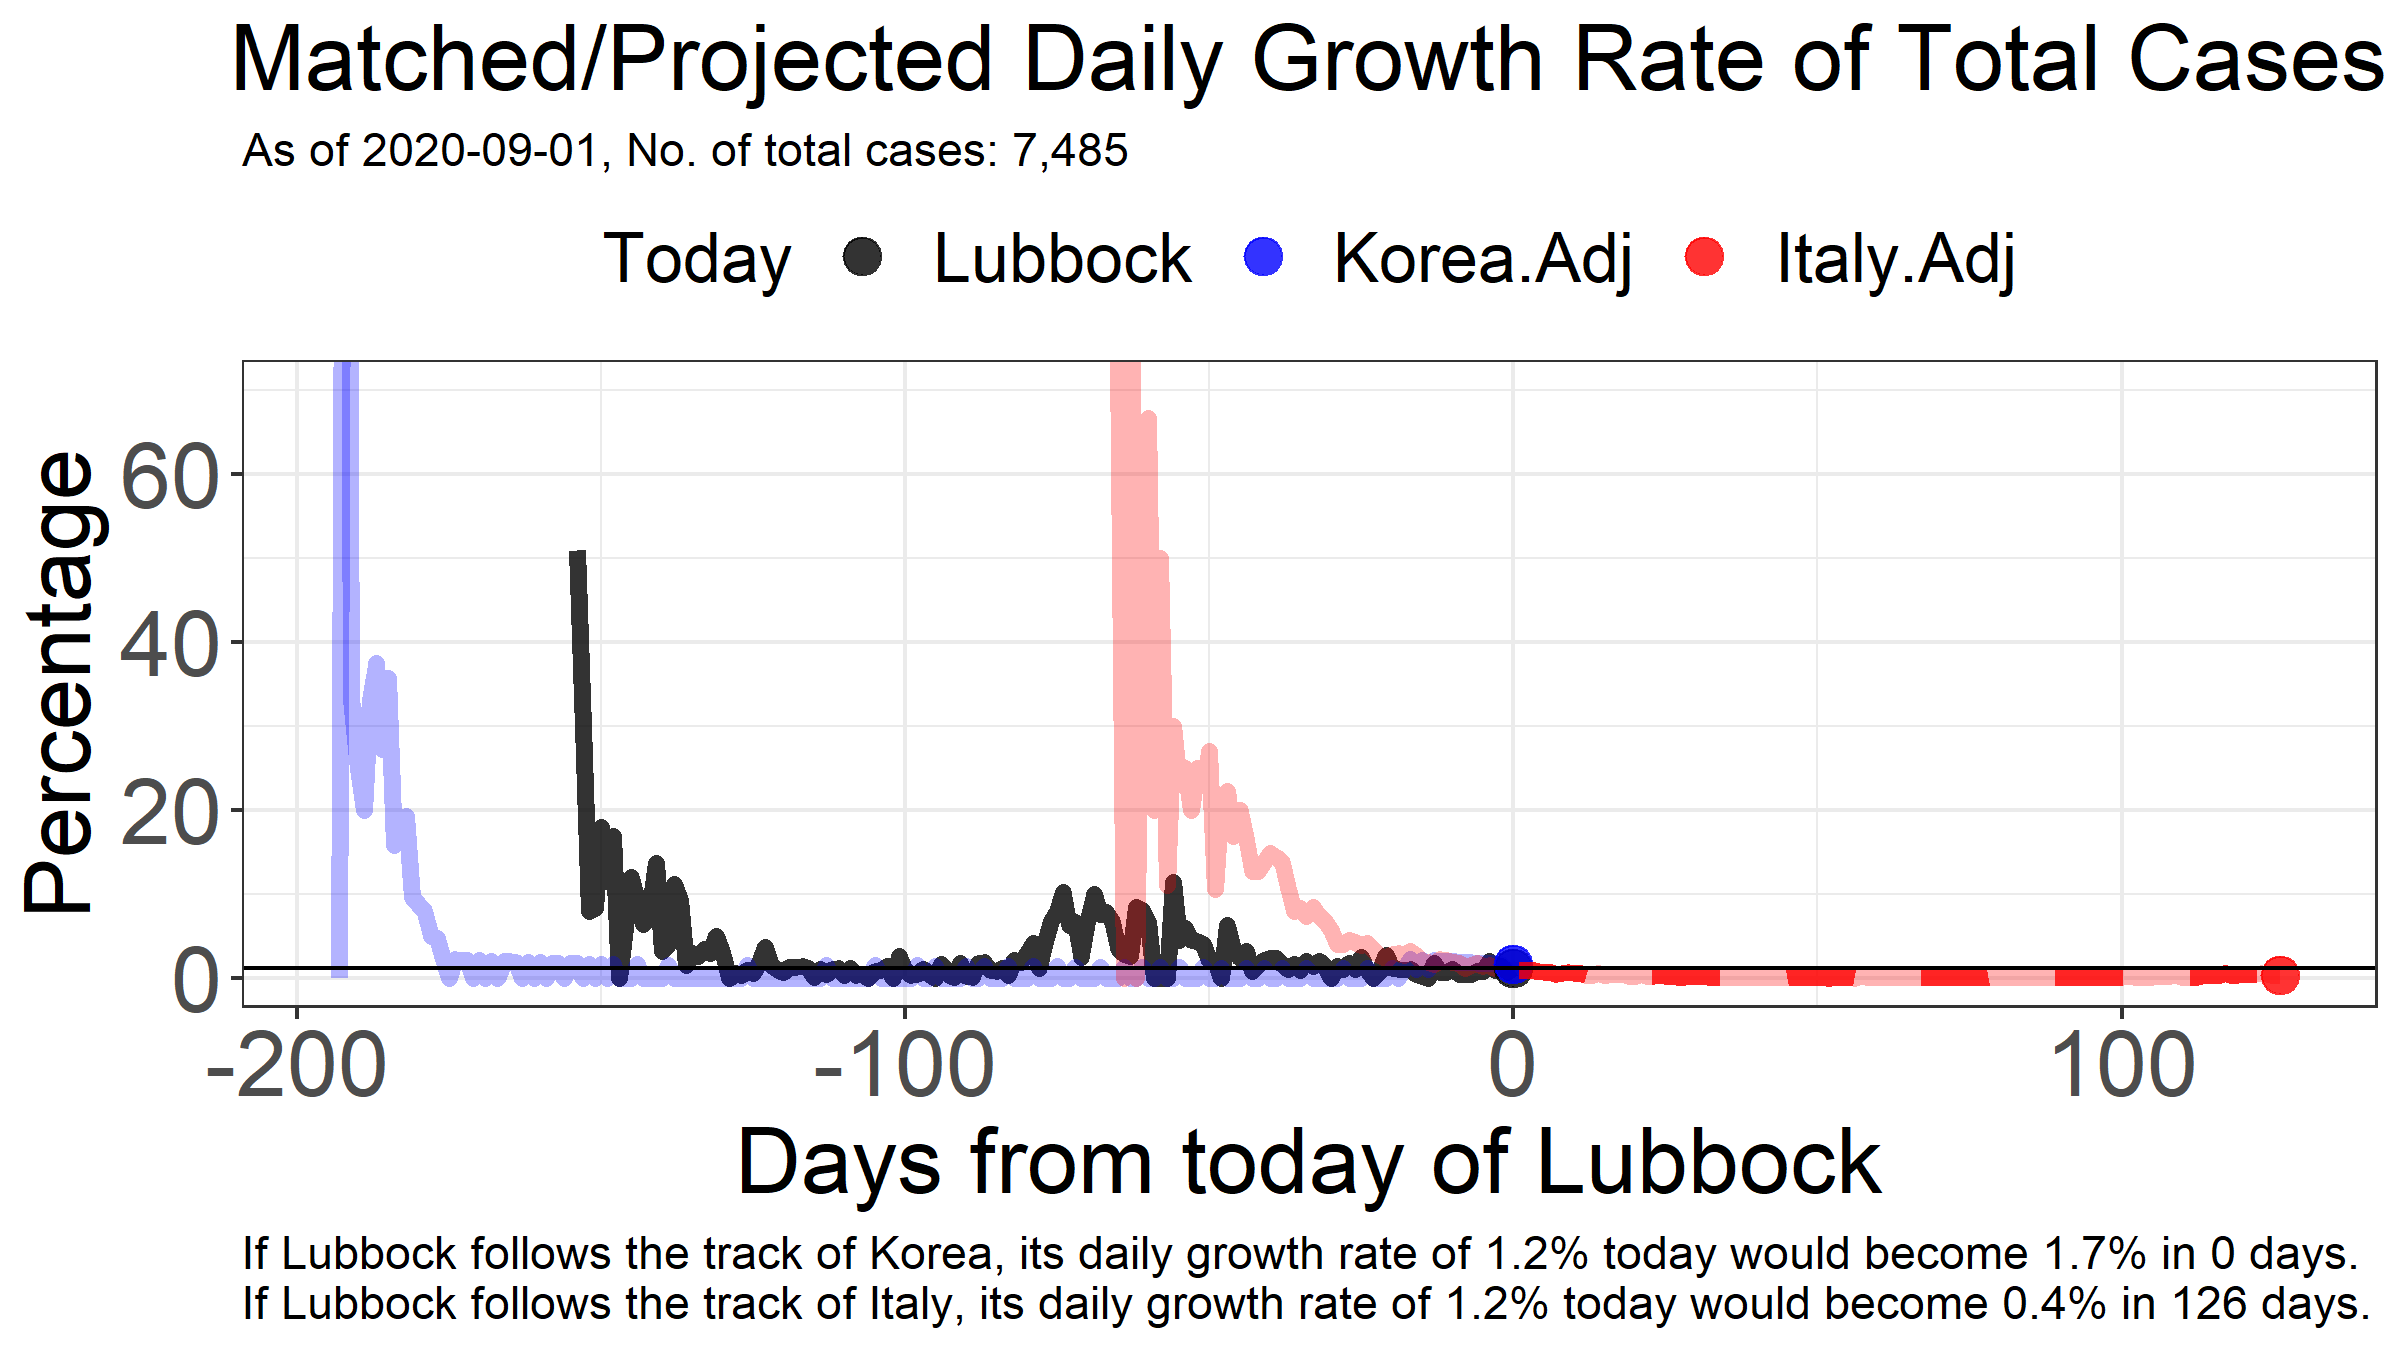 Matched/Projected Daily Growth Rate of Total Cases
As of 2020-09-01, No. of total cases: 7,485
Today Lubbock Korea.Adj Italy.Adj
Percentage
60
40
20
0
-200 -100 0 100
Days from today of Lubbock
If Lubbock follows the track of Korea, its daily growth rate of 1.2% today would become 1.7% in 0 days.
If Lubbock follows the track of Italy, its daily growth rate of 1.2% today would become 0.4% in 126 days.